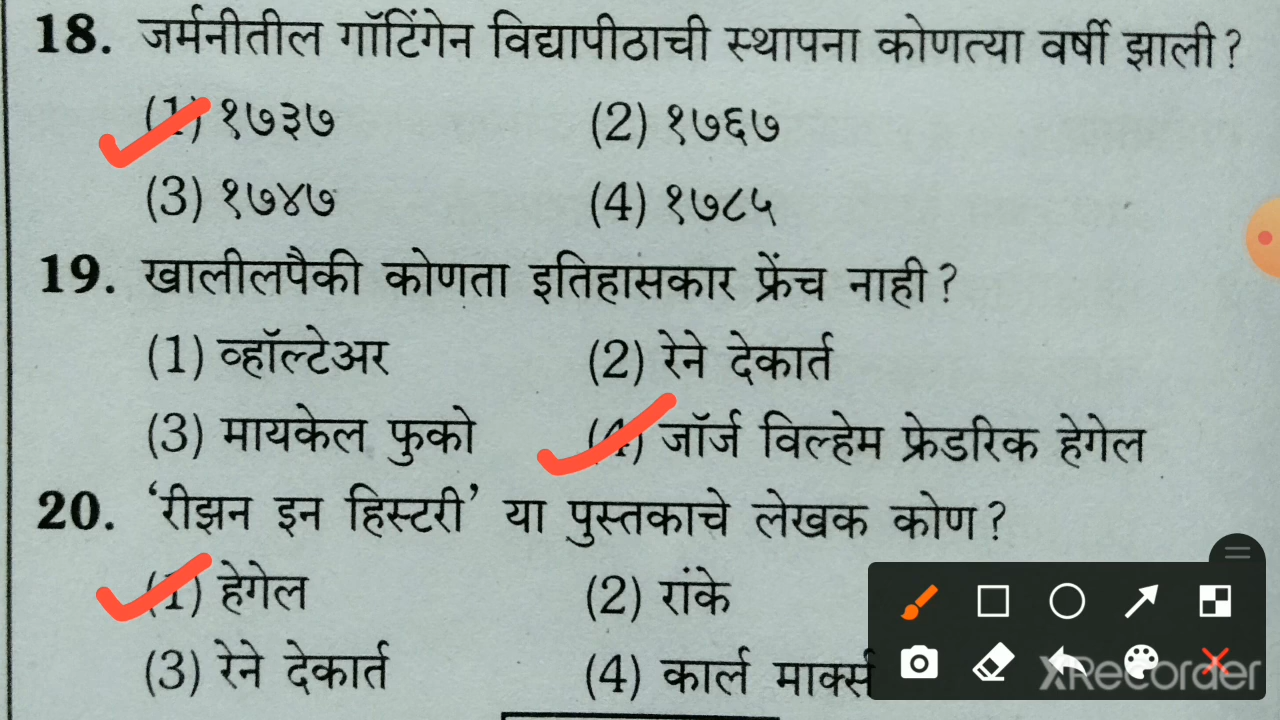 18. जर्मनीतील गॉटिंगेन विद्यापीठाची स्थापना कोणत्या वर्षी झाली?
(1) १७३७ (2) १७६७
(3) १७४७ (4) १७८५
19. खालीलपैकी कोणता इतिहासकार फ्रेंच नाही?
(1) व्हॉल्टेअर (2) रेने देकार्त
(3) मायकेल फुको (4) जॉर्ज विल्हेम फ्रेडरिक हेगेल
20. 'रीझन इन हिस्टरी' या पुस्तकाचे लेखक कोण?
(1) हेगेल (2) रांके
(3) रेने देकार्त (4) कार्ल मार्क्स
XRecorder